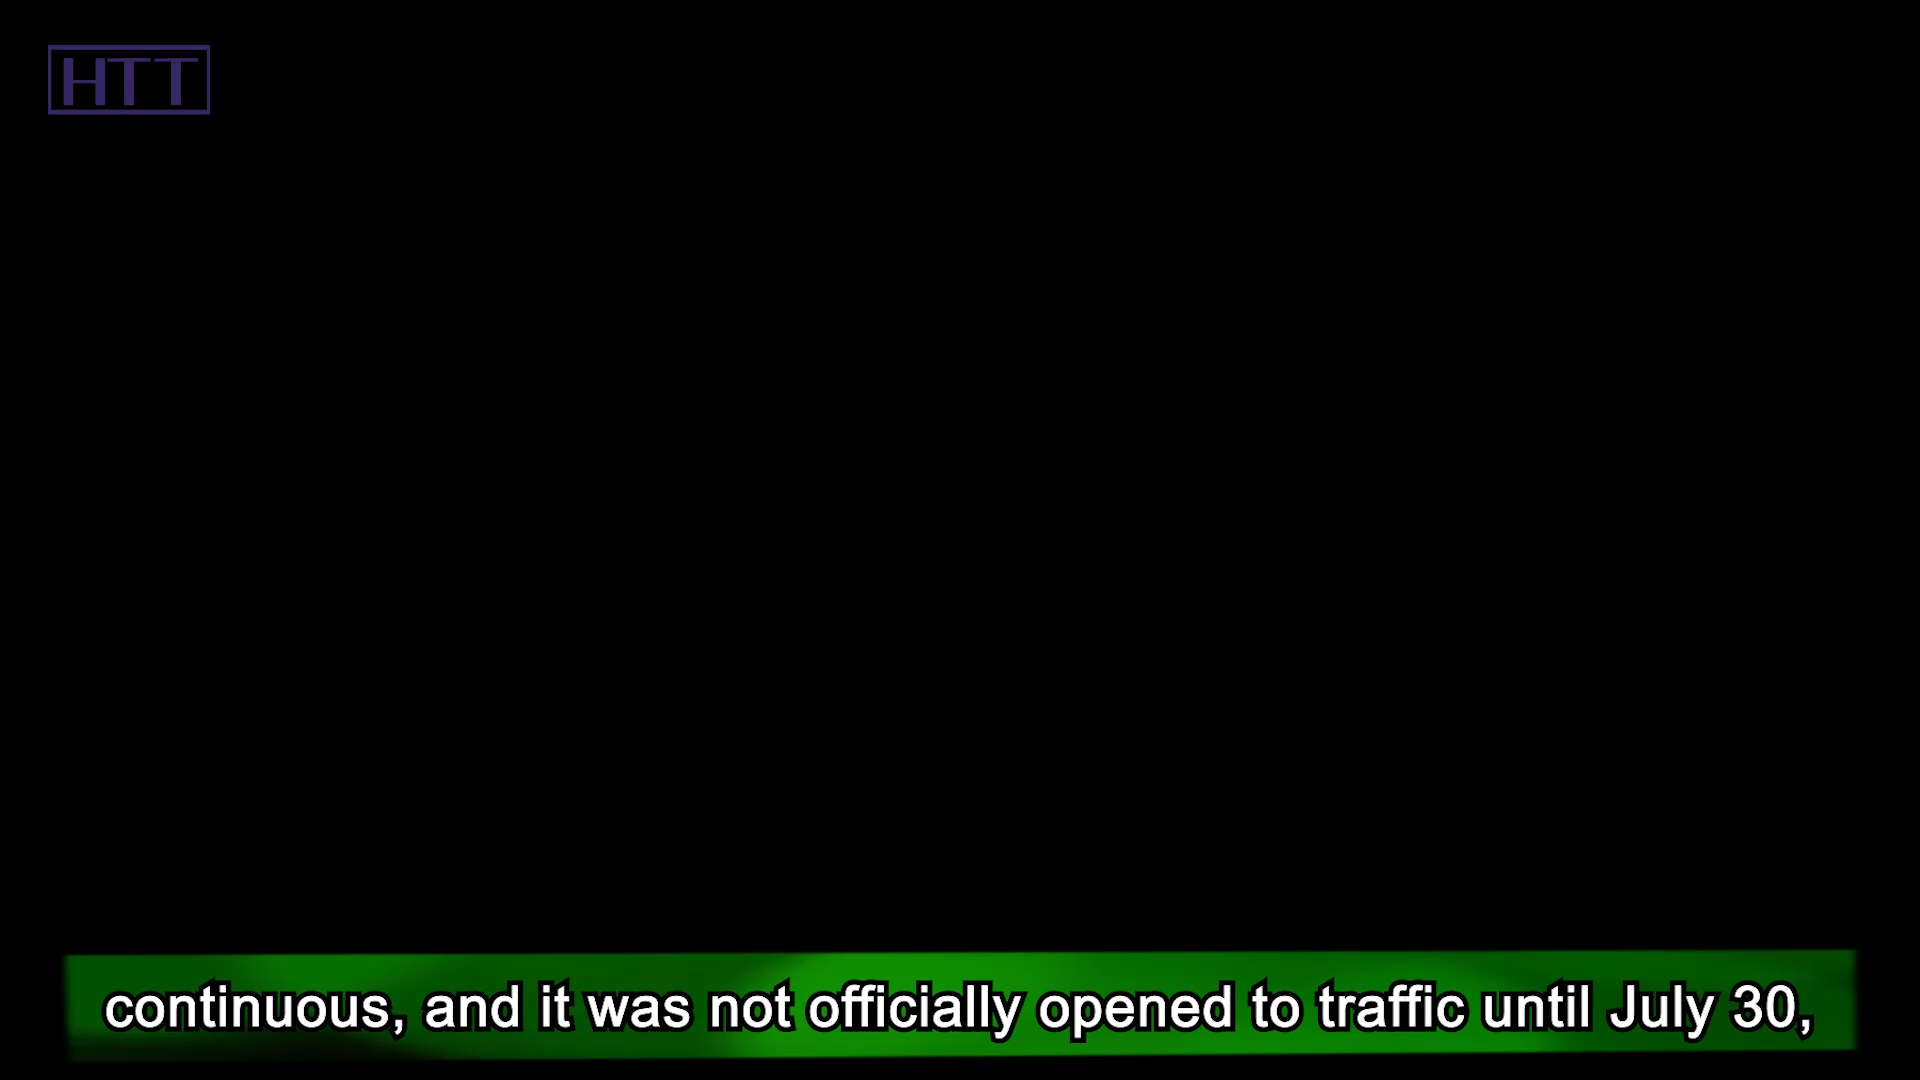 HTT
continuous, and it was not officially opened to traffic until July 30,